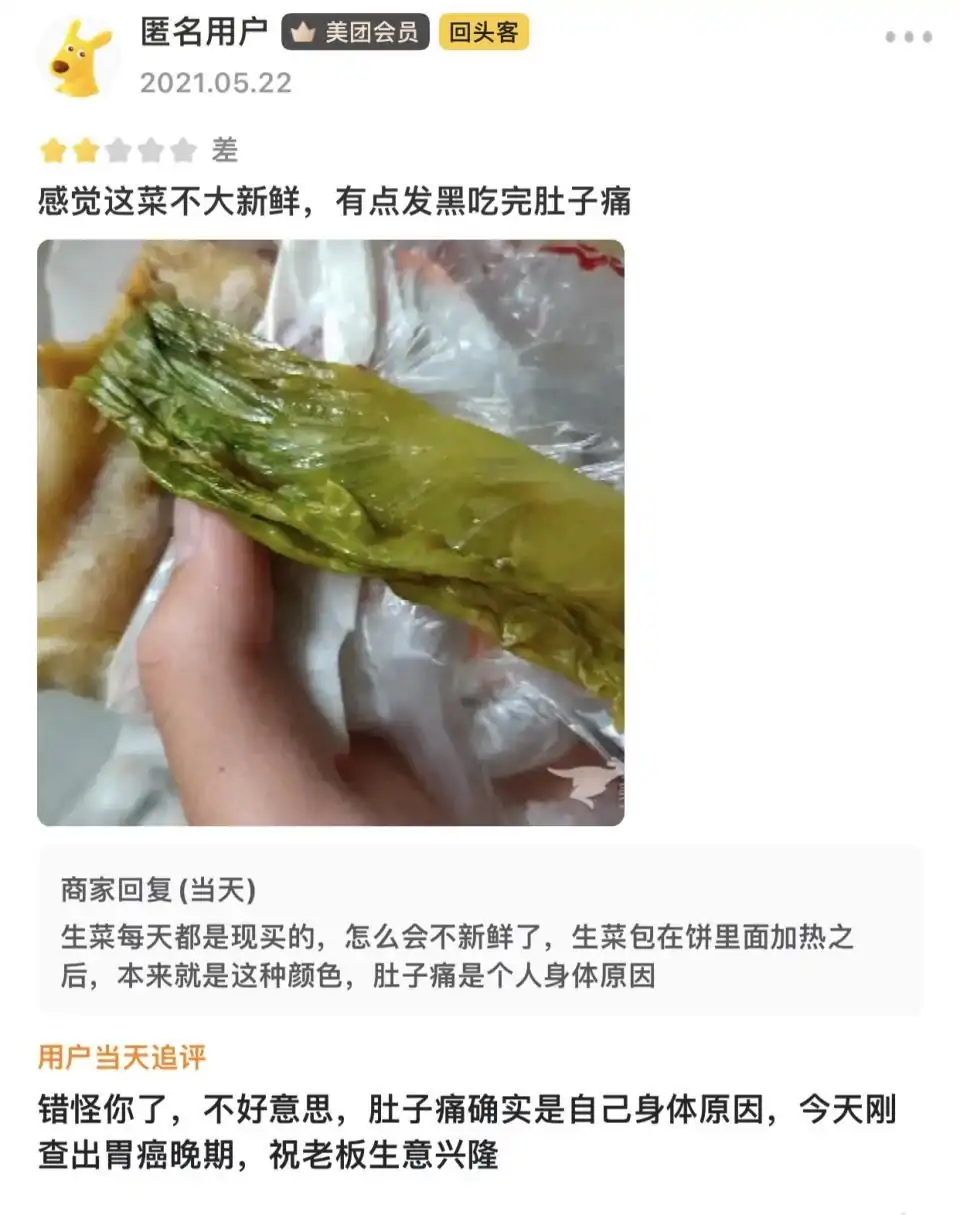 匿名用户 美团会员 回头客
2021.05.22
差
感觉这菜不大新鲜，有点发黑吃完肚子痛
商家回复(当天)
生菜每天都是现买的，怎么会不新鲜了，生菜包在饼里面加热之
后，本来就是这种颜色，肚子痛是个人身体原因
用户当天追评
错怪你了，不好意思，肚子痛确实是自己身体原因，今天刚
查出胃癌晚期，祝老板生意兴隆